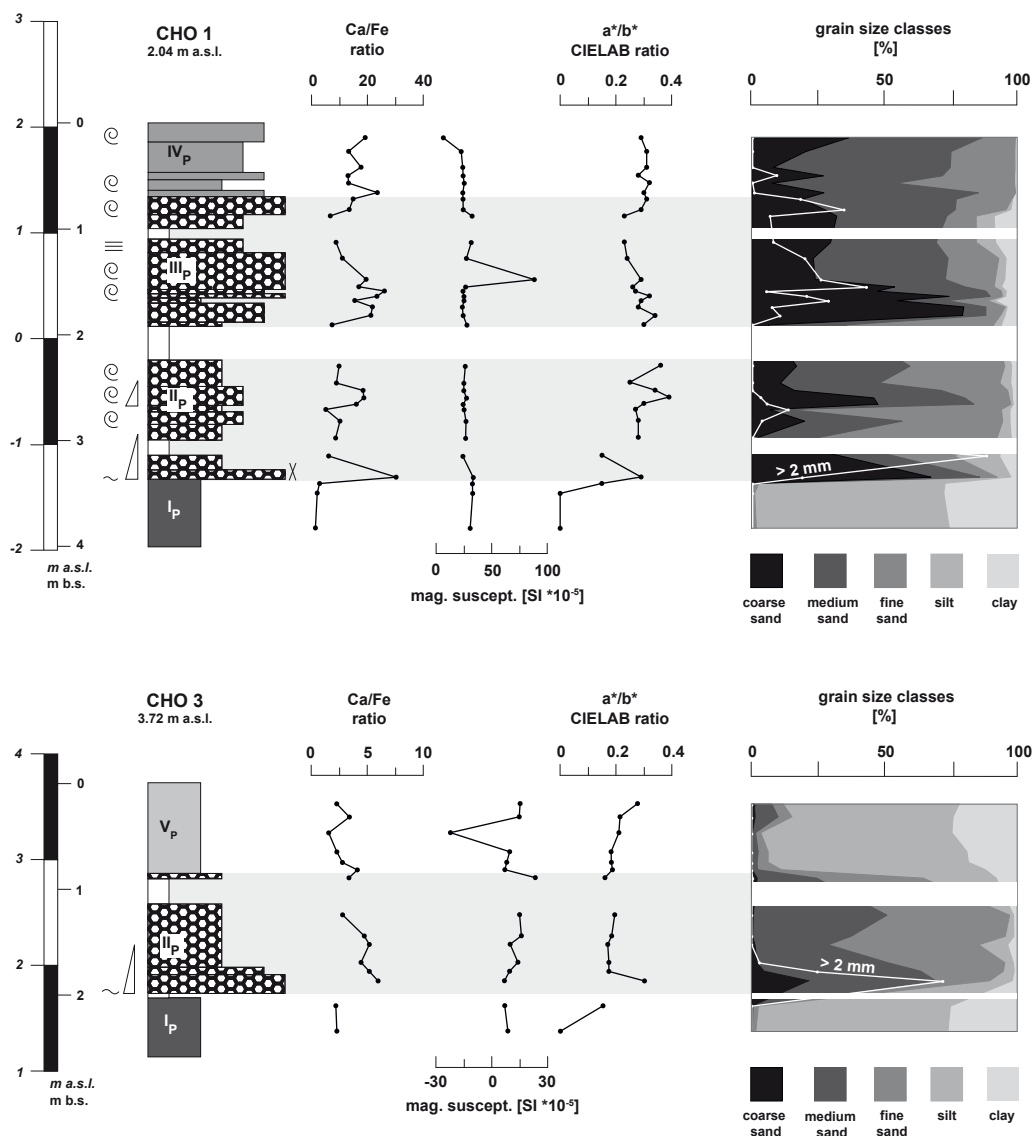 CHO 1
2.04 m a.s.l.
Ca/Fe
ratio
a*/b*
CIELAB ratio
grain size classes
[%]
0 20 40
0 0.2 0.4
0 50 100
3
2
1
0
-1
-2
0
1
2
3
4
m a.s.l.
m b.s.
IVP
IIIP
IIP
IP
> 2 mm
0 50 100
mag. suscept. [SI *10-5]
coarse
sand
medium
sand
fine
sand
silt
clay
CHO 3
3.72 m a.s.l.
Ca/Fe
ratio
a*/b*
CIELAB ratio
grain size classes
[%]
0 5 10
0 0.2 0.4
0 50 100
4
3
2
1
0
1
2
m a.s.l.
m b.s.
VP
IIP
IP
> 2 mm
-30 0 30
mag. suscept. [SI *10-5]
coarse
sand
medium
sand
fine
sand
silt
clay